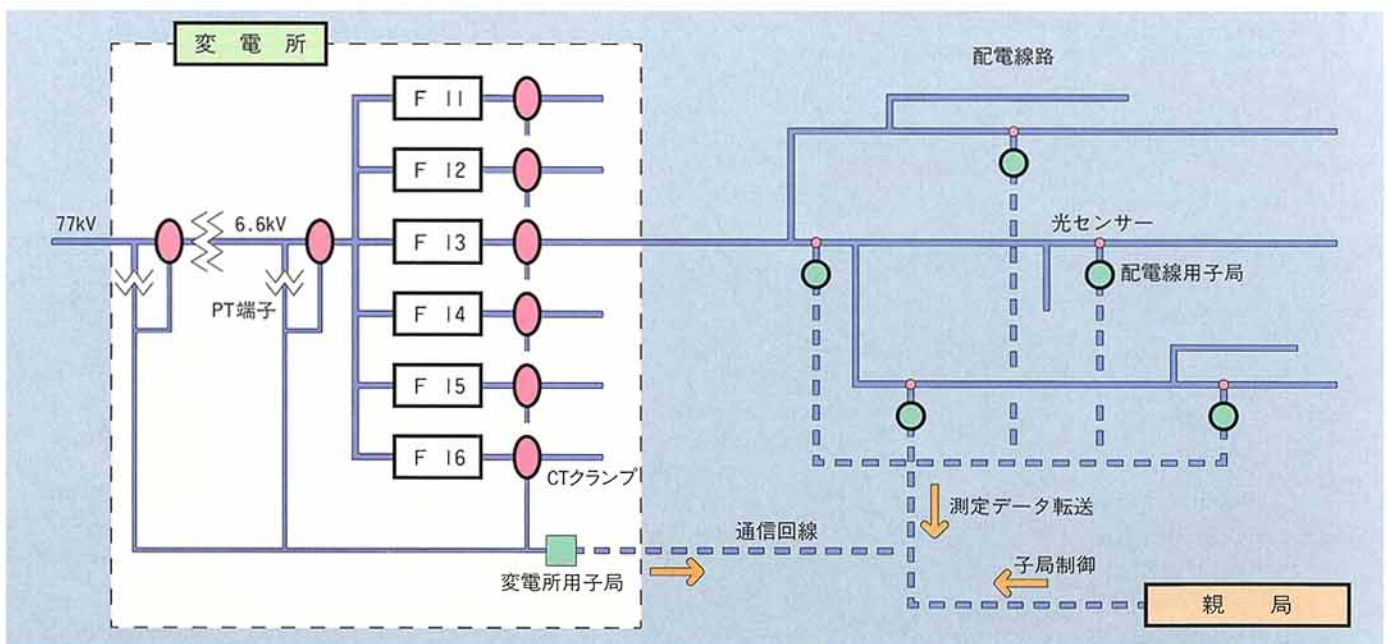 変電所
配電線路
F 11
F 12
77kV
6.6kV
F 13
光センサー
配電線用子局
PT端子
F 14
F 15
F 16
CTクランプ
測定データ転送
通信回線
変電所用子局
子局制御
親局